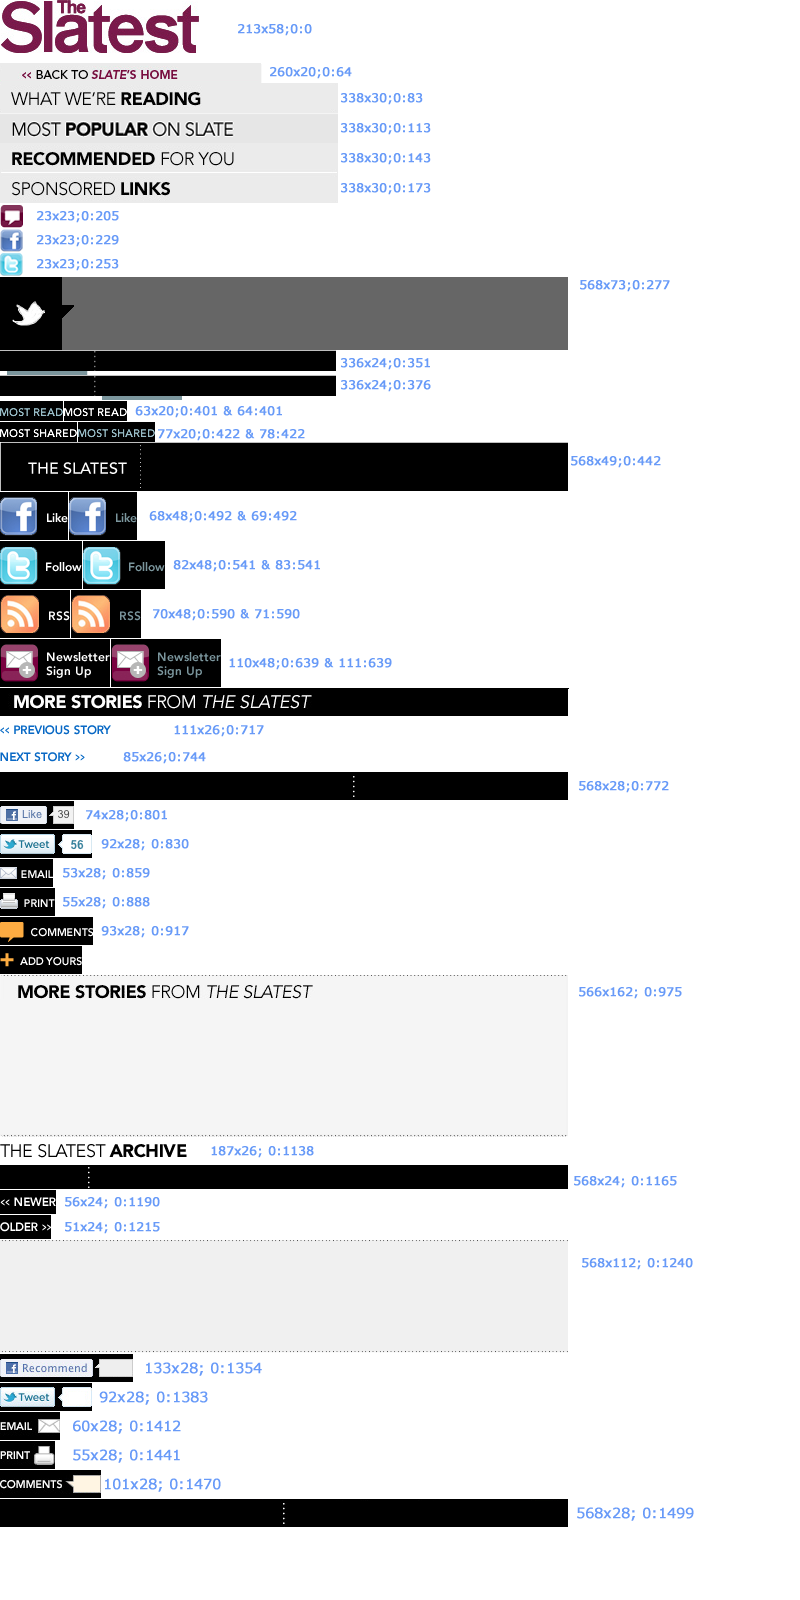 The
Slatest
213x58;0:0
<< BACK TO SLATE'S HOME
260x20;0:64
WHAT WE'RE READING
338x30;0:83
MOST POPULAR ON SLATE
338x30;0:113
RECOMMENDED FOR YOU
338x30;0:143
SPONSORED LINKS
338x30;0:173
23x23;0:205
23x23;0:229
23x23;0:253
568x73;0:277
336x24;0:351
336x24;0:376
MOST READ MOST READ 63x20;0:401 & 64:401
MOST SHARED MOST SHARED 77x20;0:422 & 78:422
THE SLATEST
568x49;0:442
Like Like 68x48;0:492 & 69:492
Follow Follow 82x48;0:541 & 83:541
RSS RSS 70x48;0:590 & 71:590
Newsletter Sign Up Newsletter Sign Up 110x48;0:639 & 111:639
MORE STORIES FROM THE SLATEST
<< PREVIOUS STORY 111x26;0:717
NEXT STORY >> 85x26;0:744
568x28;0:772
Like 39 74x28;0:801
Tweet 56 92x28; 0:830
EMAIL 53x28; 0:859
PRINT 55x28; 0:888
COMMENTS 93x28; 0:917
ADD YOURS
MORE STORIES FROM THE SLATEST
566x162; 0:975
THE SLATEST ARCHIVE 187x26; 0:1138
568x24; 0:1165
<< NEWER 56x24; 0:1190
OLDER >> 51x24; 0:1215
568x112; 0:1240
Recommend 133x28; 0:1354
Tweet 92x28; 0:1383
EMAIL 60x28; 0:1412
PRINT 55x28; 0:1441
COMMENTS 101x28; 0:1470
568x28; 0:1499